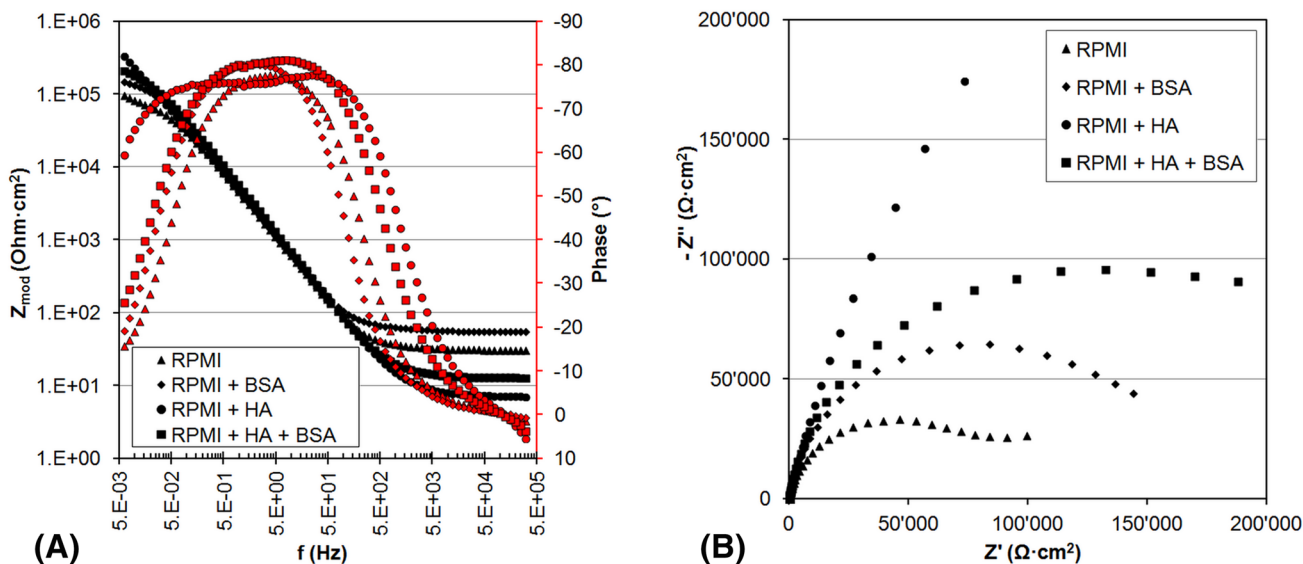 1.E+06
1.E+05
1.E+04
1.E+03
1.E+02
1.E+01
1.E+00
Zmod (Ohm·cm²)
-90
-80
-70
-60
-50
-40
-30
-20
-10
0
10
Phase (°)
RPMI
RPMI + BSA
RPMI + HA
RPMI + HA + BSA
5.E-03
5.E-02
5.E-01
5.E+00
5.E+01
5.E+02
5.E+03
5.E+04
5.E+05
f (Hz)
(A)
200'000
150'000
100'000
50'000
0
- Z'' (Ω·cm²)
RPMI
RPMI + BSA
RPMI + HA
RPMI + HA + BSA
0
50'000
100'000
150'000
200'000
Z' (Ω·cm²)
(B)